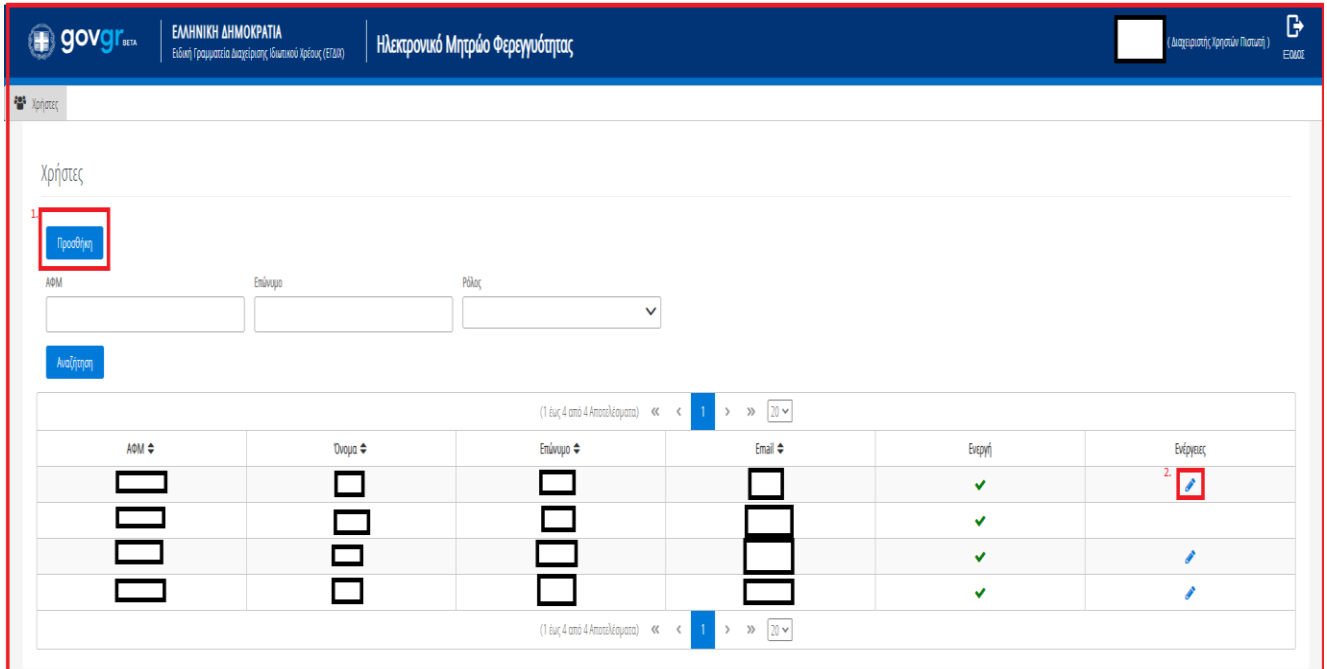 govgr BETA
ΕΛΛΗΝΙΚΗ ΔΗΜΟΚΡΑΤΙΑ
Ειδική Γραμματεία Διαχείρισης Ιδιωτικού Χρέους (ΕΓΔΙΧ)
Ηλεκτρονικό Μητρώο Φερεγγυότητας
( Διαχειριστής Χρηστών Πιστωτή )
ΕΞΟΔΟΣ
Χρήστες
Χρήστες
1.
Προσθήκη
ΑΦΜ Επώνυμο Ρόλος
Αναζήτηση
(1 έως 4 από 4 Αποτελέσματα) 1 20
ΑΦΜ Όνομα Επώνυμο Email Ενεργή Ενέργειες
2.
(1 έως 4 από 4 Αποτελέσματα) 1 20